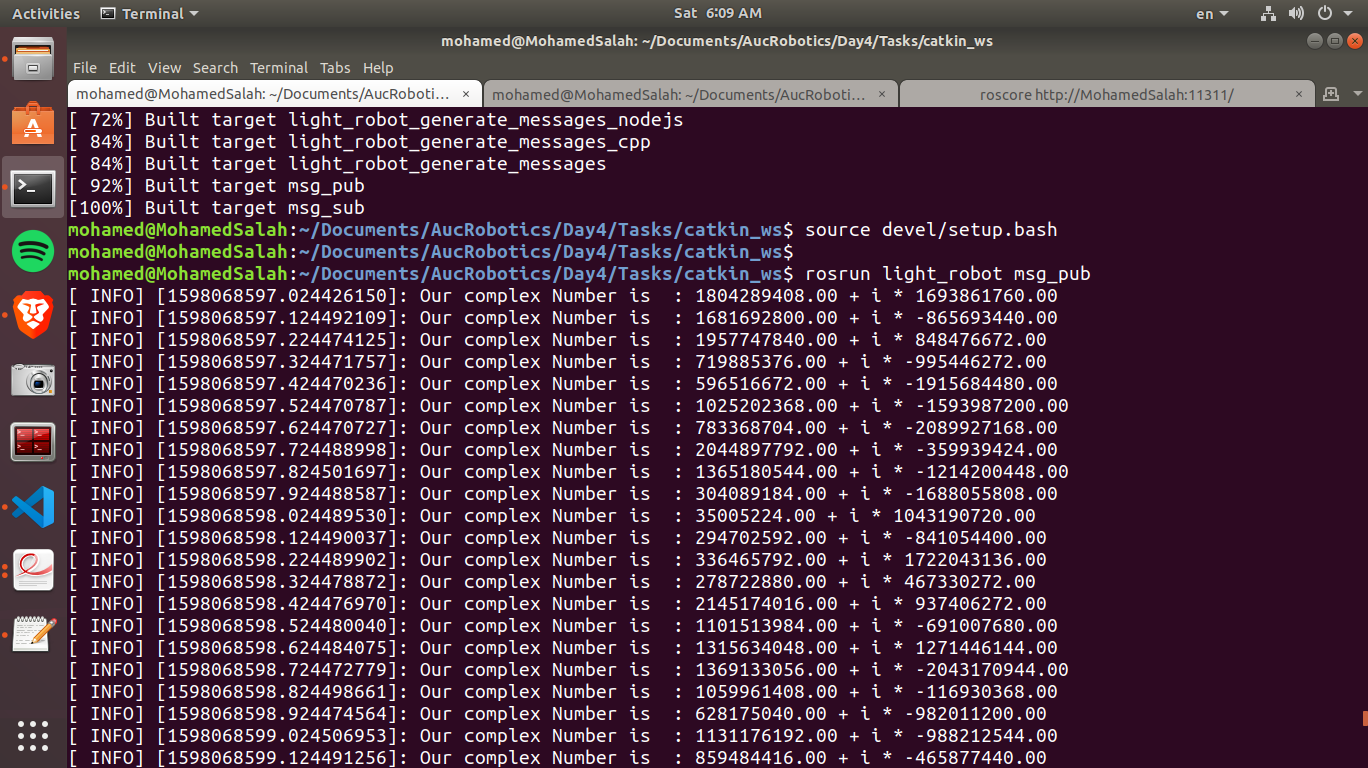 Activities Terminal Sat 6:09 AM en
mohamed@MohamedSalah: ~/Documents/AucRobotics/Day4/Tasks/catkin_ws
File Edit View Search Terminal Tabs Help
mohamed@MohamedSalah: ~/Documents/AucRoboti... × mohamed@MohamedSalah: ~/Documents/AucRoboti... × roscore http://MohamedSalah:11311/ ×
[ 72%] Built target light_robot_generate_messages_nodejs
[ 84%] Built target light_robot_generate_messages_cpp
[ 84%] Built target light_robot_generate_messages
[ 92%] Built target msg_pub
[100%] Built target msg_sub
mohamed@MohamedSalah:~/Documents/AucRobotics/Day4/Tasks/catkin_ws$ source devel/setup.bash
mohamed@MohamedSalah:~/Documents/AucRobotics/Day4/Tasks/catkin_ws$
mohamed@MohamedSalah:~/Documents/AucRobotics/Day4/Tasks/catkin_ws$ rosrun light_robot msg_pub
[ INFO] [1598068597.024426150]: Our complex Number is  : 1804289408.00 + i * 1693861760.00
[ INFO] [1598068597.124492109]: Our complex Number is  : 1681692800.00 + i * -865693440.00
[ INFO] [1598068597.224474125]: Our complex Number is  : 1957747840.00 + i * 848476672.00
[ INFO] [1598068597.324471757]: Our complex Number is  : 719885376.00 + i * -995446272.00
[ INFO] [1598068597.424470236]: Our complex Number is  : 596516672.00 + i * -1915684480.00
[ INFO] [1598068597.524470787]: Our complex Number is  : 1025202368.00 + i * -1593987200.00
[ INFO] [1598068597.624470727]: Our complex Number is  : 783368704.00 + i * -2089927168.00
[ INFO] [1598068597.724488998]: Our complex Number is  : 2044897792.00 + i * -359939424.00
[ INFO] [1598068597.824501697]: Our complex Number is  : 1365180544.00 + i * -1214200448.00
[ INFO] [1598068597.924488587]: Our complex Number is  : 304089184.00 + i * -1688055808.00
[ INFO] [1598068598.024489530]: Our complex Number is  : 35005224.00 + i * 1043190720.00
[ INFO] [1598068598.124490037]: Our complex Number is  : 294702592.00 + i * -841054400.00
[ INFO] [1598068598.224489902]: Our complex Number is  : 336465792.00 + i * 1722043136.00
[ INFO] [1598068598.324478872]: Our complex Number is  : 278722880.00 + i * 467330272.00
[ INFO] [1598068598.424476970]: Our complex Number is  : 2145174016.00 + i * 937406272.00
[ INFO] [1598068598.524480040]: Our complex Number is  : 1101513984.00 + i * -691007680.00
[ INFO] [1598068598.624484075]: Our complex Number is  : 1315634048.00 + i * 1271446144.00
[ INFO] [1598068598.724472779]: Our complex Number is  : 1369133056.00 + i * -2043170944.00
[ INFO] [1598068598.824498661]: Our complex Number is  : 1059961408.00 + i * -116930368.00
[ INFO] [1598068598.924474564]: Our complex Number is  : 628175040.00 + i * -982011200.00
[ INFO] [1598068599.024506953]: Our complex Number is  : 1131176192.00 + i * -988212544.00
[ INFO] [1598068599.124491256]: Our complex Number is  : 859484416.00 + i * -465877440.00